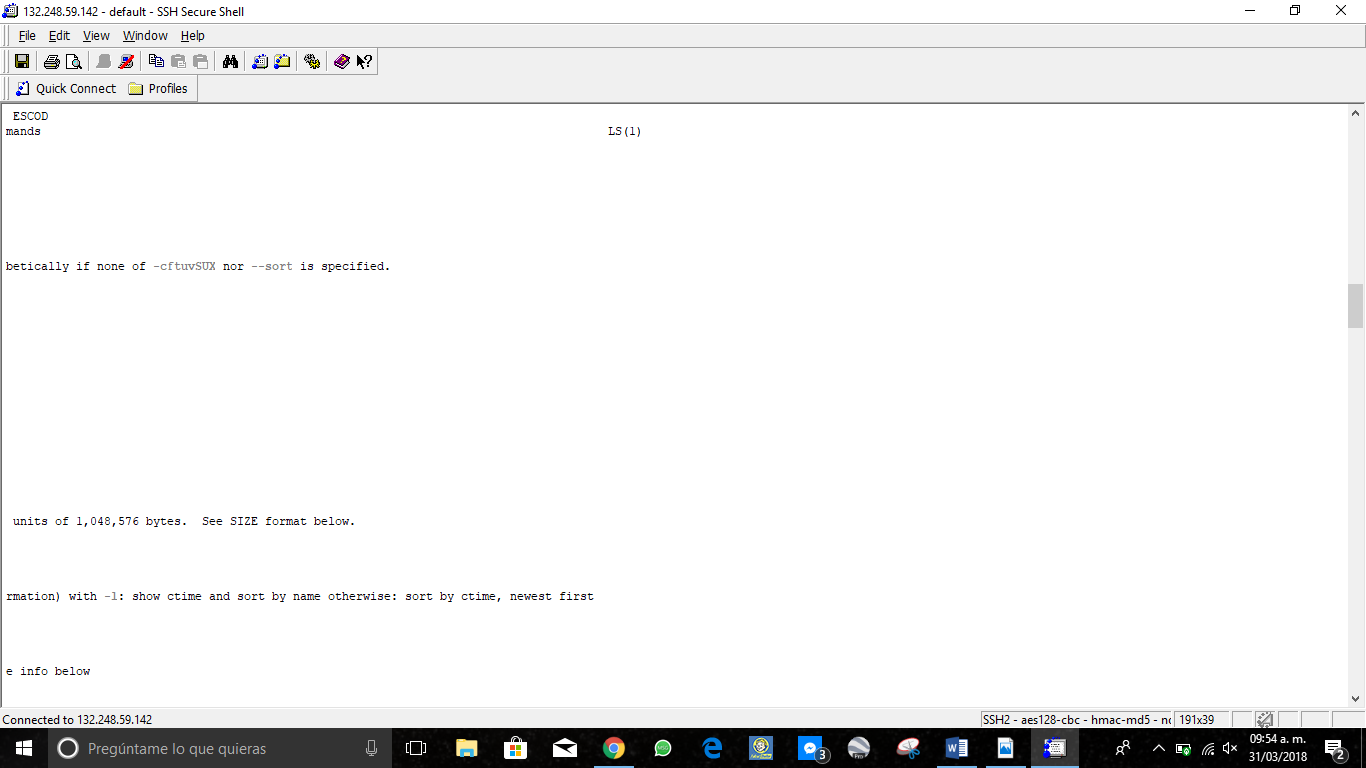 132.248.59.142 - default - SSH Secure Shell
File Edit View Window Help
Quick Connect Profiles
ESCOD
mands LS(1)
betically if none of -cftuvSUX nor --sort is specified.
units of 1,048,576 bytes. See SIZE format below.
rmation) with -l: show ctime and sort by name otherwise: sort by ctime, newest first
e info below
Connected to 132.248.59.142 SSH2 - aes128-cbc - hmac-md5 - nc 191x39
Pregúntame lo que quieras
3
Pro
09:54 a. m.
31/03/2018
2